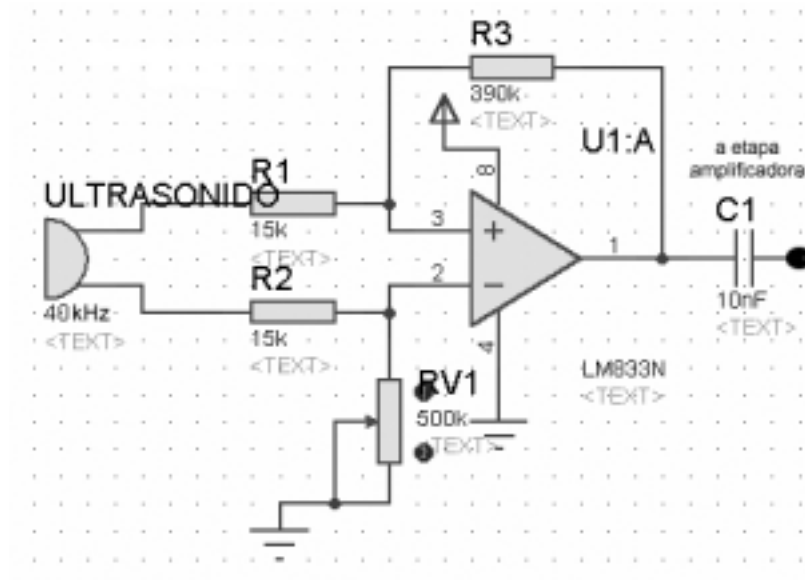 R3
390k
<TEXT>
U1:A
8
a etapa
amplificadora
R1
ULTRASONIDO
15k
<TEXT>
3
+
C1
1
2
−
R2
10nF
<TEXT>
40kHz
<TEXT>
15k
<TEXT>
4
LM833N
<TEXT>
RV1
500k
<TEXT>